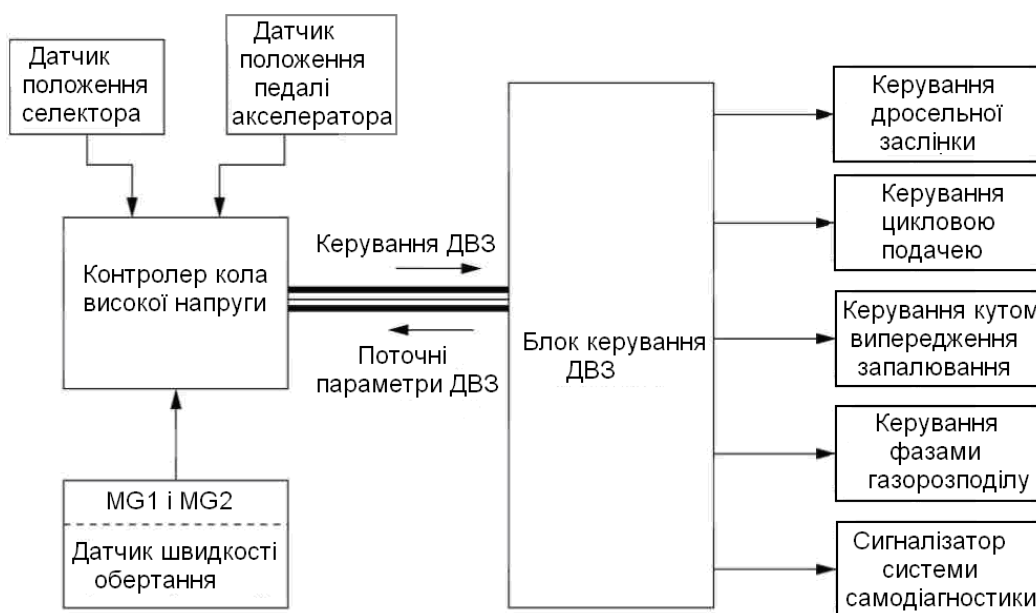 Датчик
положення
селектора
Датчик
положення
педалі
акселератора
Контролер кола
високої напруги
Керування ДВЗ
Поточні
параметри ДВЗ
MG1 і MG2
Датчик швидкості
обертання
Блок керування
ДВЗ
Керування
дросельної
заслінки
Керування
цикловою
подачею
Керування кутом
випередження
запалювання
Керування
фазами
газорозподілу
Сигналізатор
системи
самодіагностики